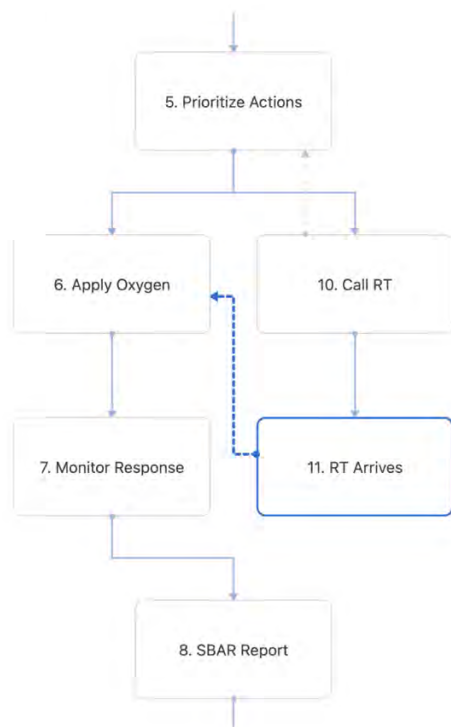 5. Prioritize Actions
6. Apply Oxygen
10. Call RT
7. Monitor Response
11. RT Arrives
8. SBAR Report